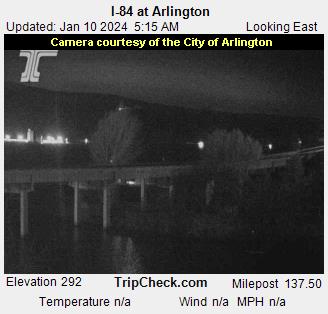 I-84 at Arlington
Updated: Jan 10 2024 5:15 AM Looking East
Camera courtesy of the City of Arlington
Elevation 292 TripCheck.com Milepost 137.50
Temperature n/a Wind n/a MPH n/a